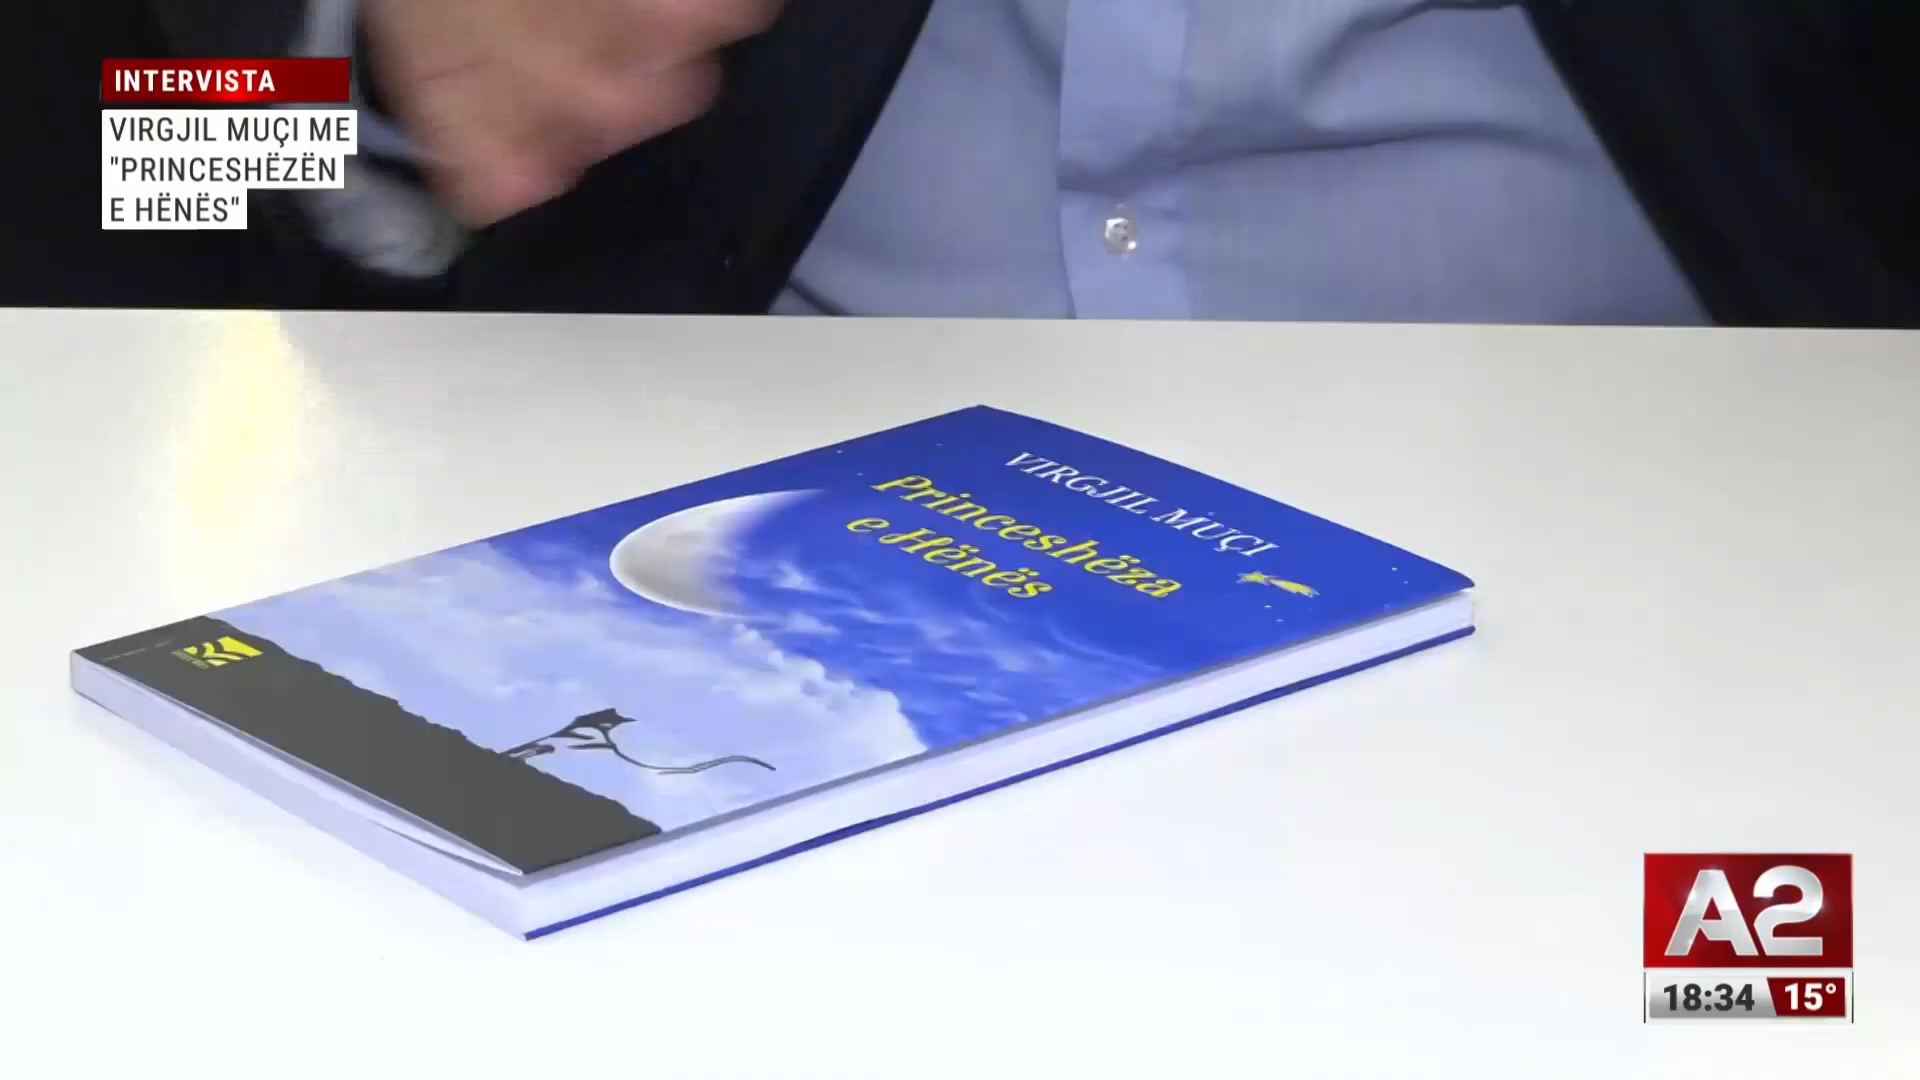 INTERVISTA
VIRGJIL MUÇI ME
"PRINCESHËZËN
E HËNËS"
VIRGJIL MUÇI
Princeshëza
e Hënës
A2
18:34 15°